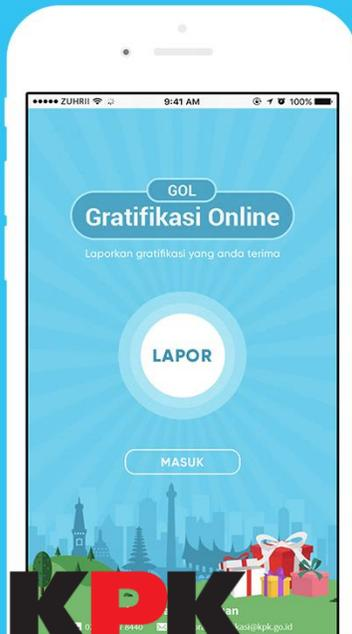 ZUHRII
9:41 AM
100%
GOL
Gratifikasi Online
Laporkan gratifikasi yang anda terima
LAPOR
MASUK
KPK
8440
kasi@kpk.go.id